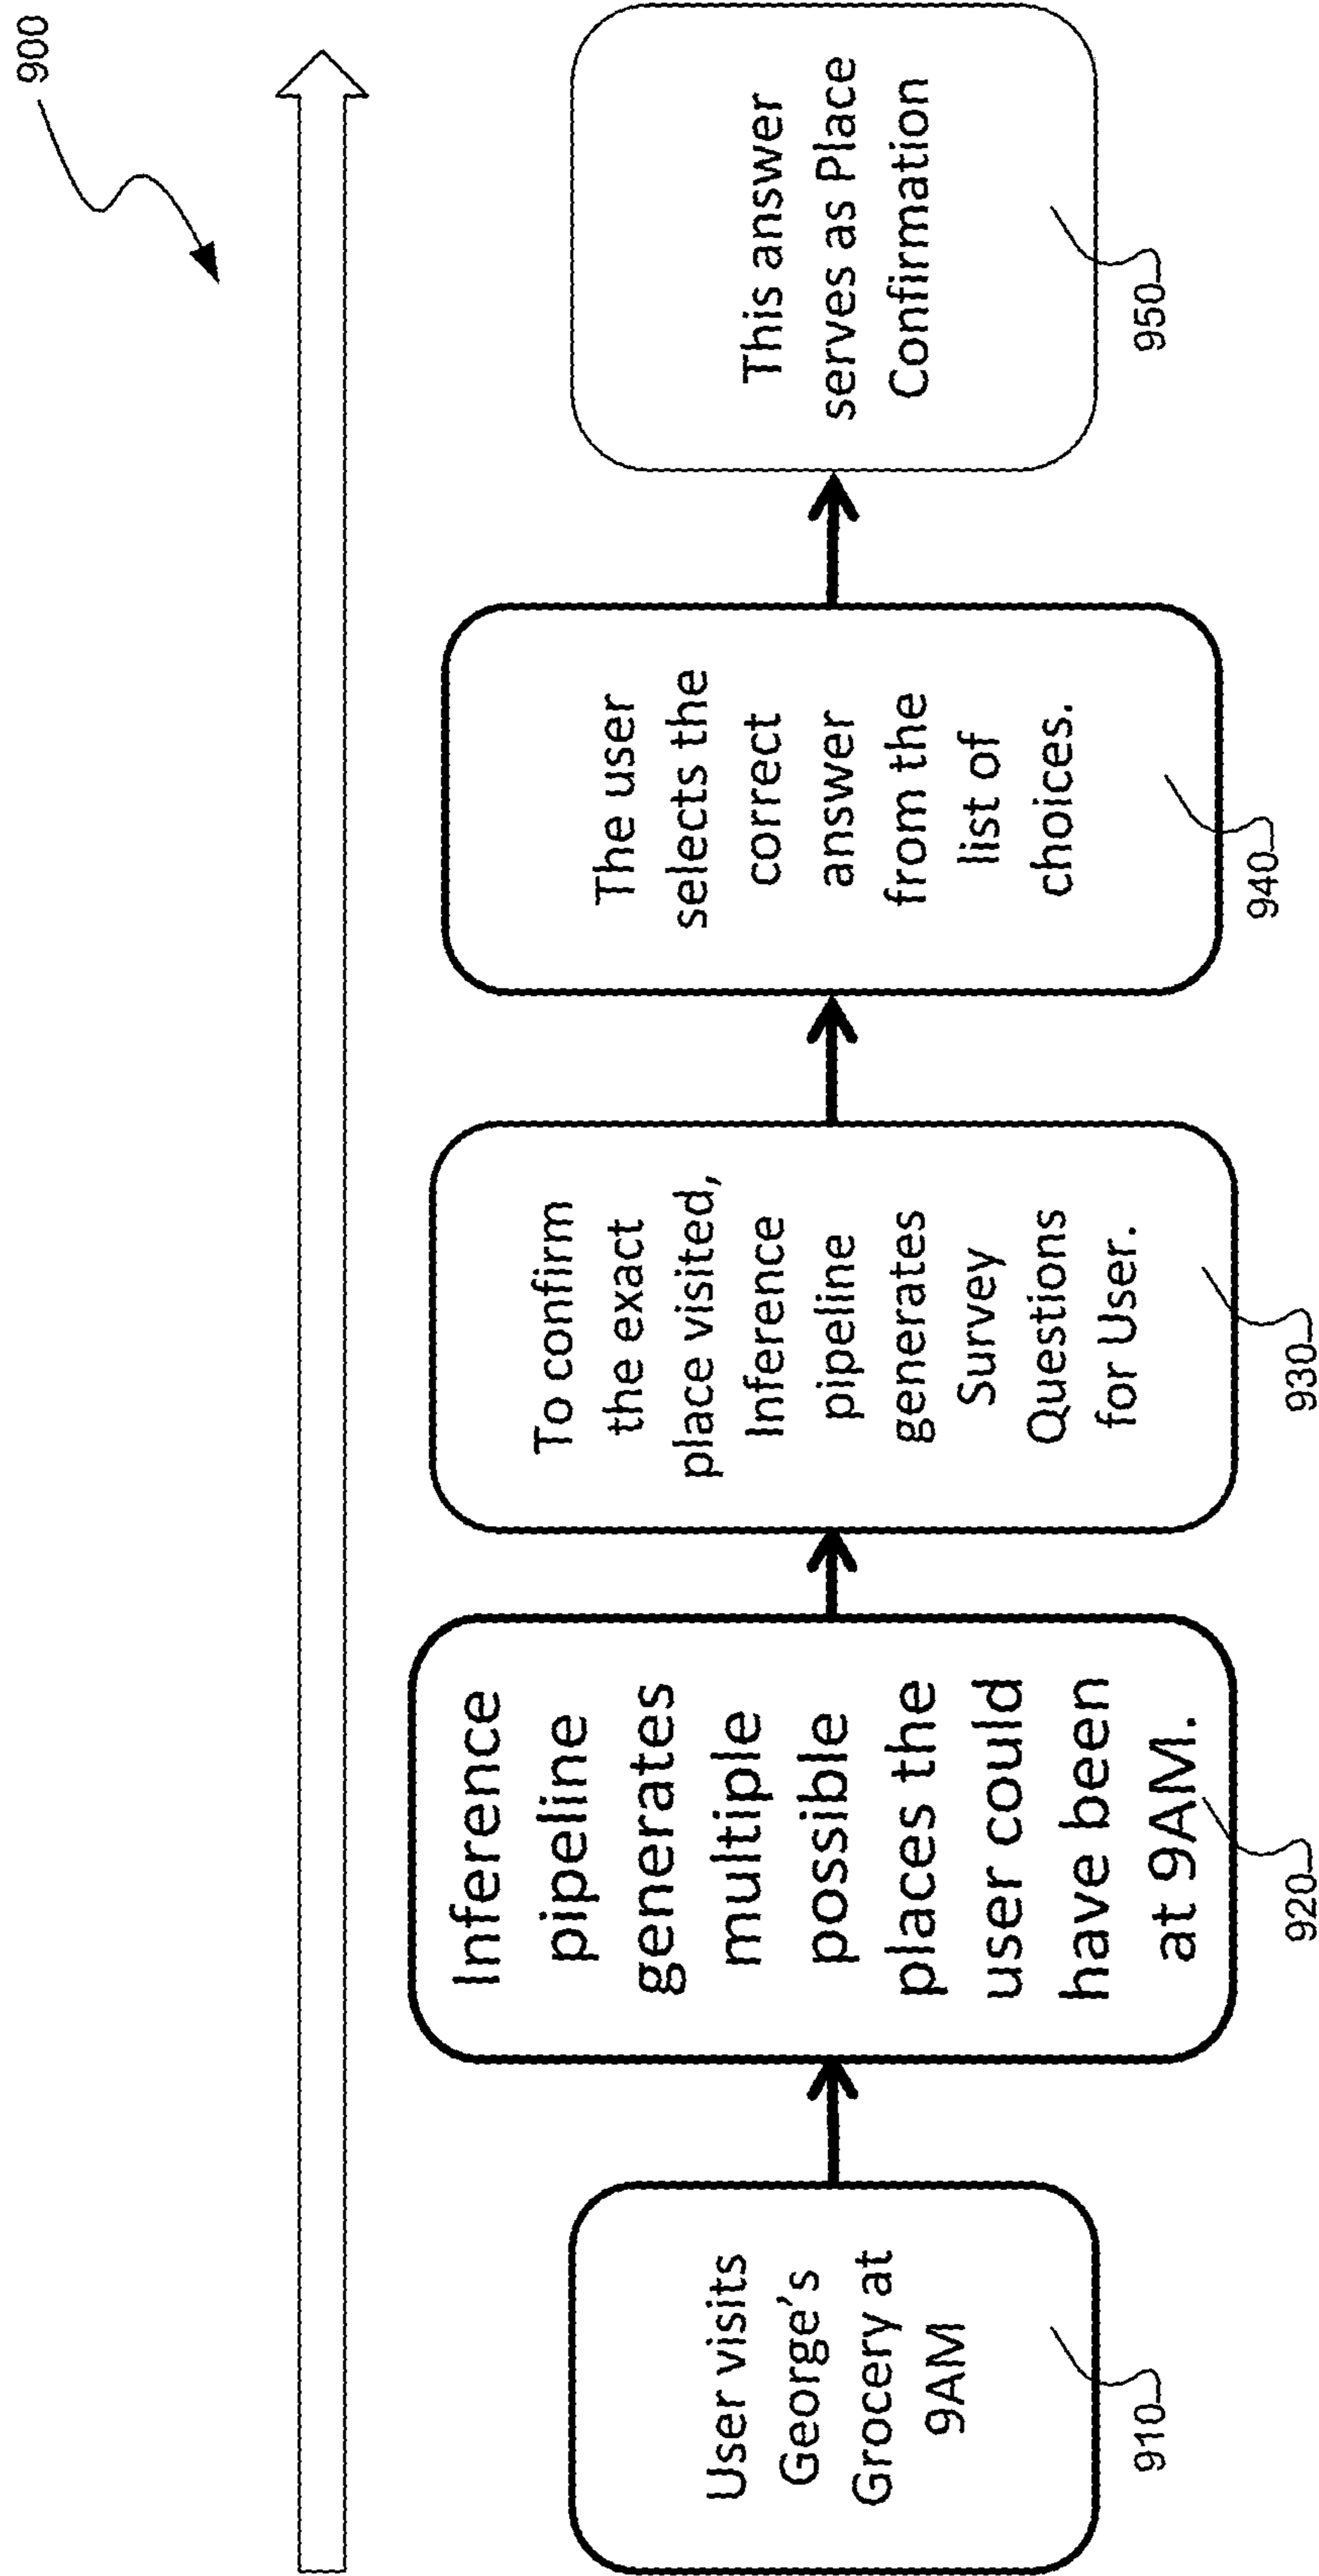 900
User visits
George's
Grocery at
9AM
910
Inference
pipeline
generates
multiple
possible
places the
user could
have been
at 9AM.
920
To confirm
the exact
place visited,
Inference
pipeline
generates
Survey
Questions
for User.
930
The user
selects the
correct
answer
from the
list of
choices.
940
This answer
serves as Place
Confirmation
950